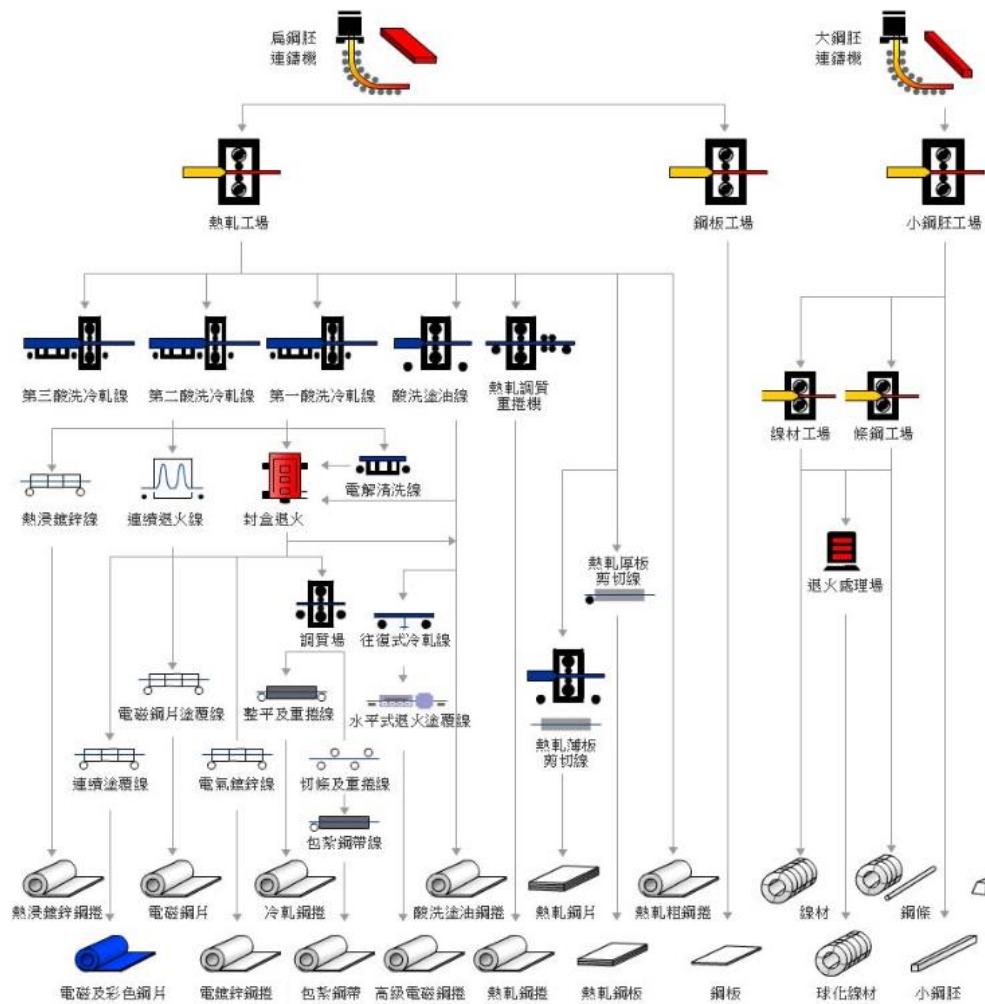 扁鋼胚
連鑄機
大鋼胚
連鑄機
熱軋工場
鋼板工場
小鋼胚工場
第三酸洗冷軋線
第二酸洗冷軋線
第一酸洗冷軋線
酸洗塗油線
熱軋調質
重捲機
線材工場
條鋼工場
熱浸鍍鋅線
連續退火線
封盒退火
電解清洗線
熱軋厚板
剪切線
退火處理場
調質場
往復式冷軋線
電磁鋼片塗覆線
整平及重捲線
水平式退火塗覆線
熱軋薄板
剪切線
連續塗覆線
電氣鍍鋅線
切條及重捲線
包紮鋼帶線
熱浸鍍鋅鋼捲
電磁鋼片
冷軋鋼捲
酸洗塗油鋼捲
熱軋鋼片
熱軋粗鋼捲
線材
鋼條
電磁及彩色鋼片
電鍍鋅鋼捲
包紮鋼帶
高級電磁鋼捲
熱軋鋼捲
熱軋鋼板
鋼板
球化線材
小鋼胚